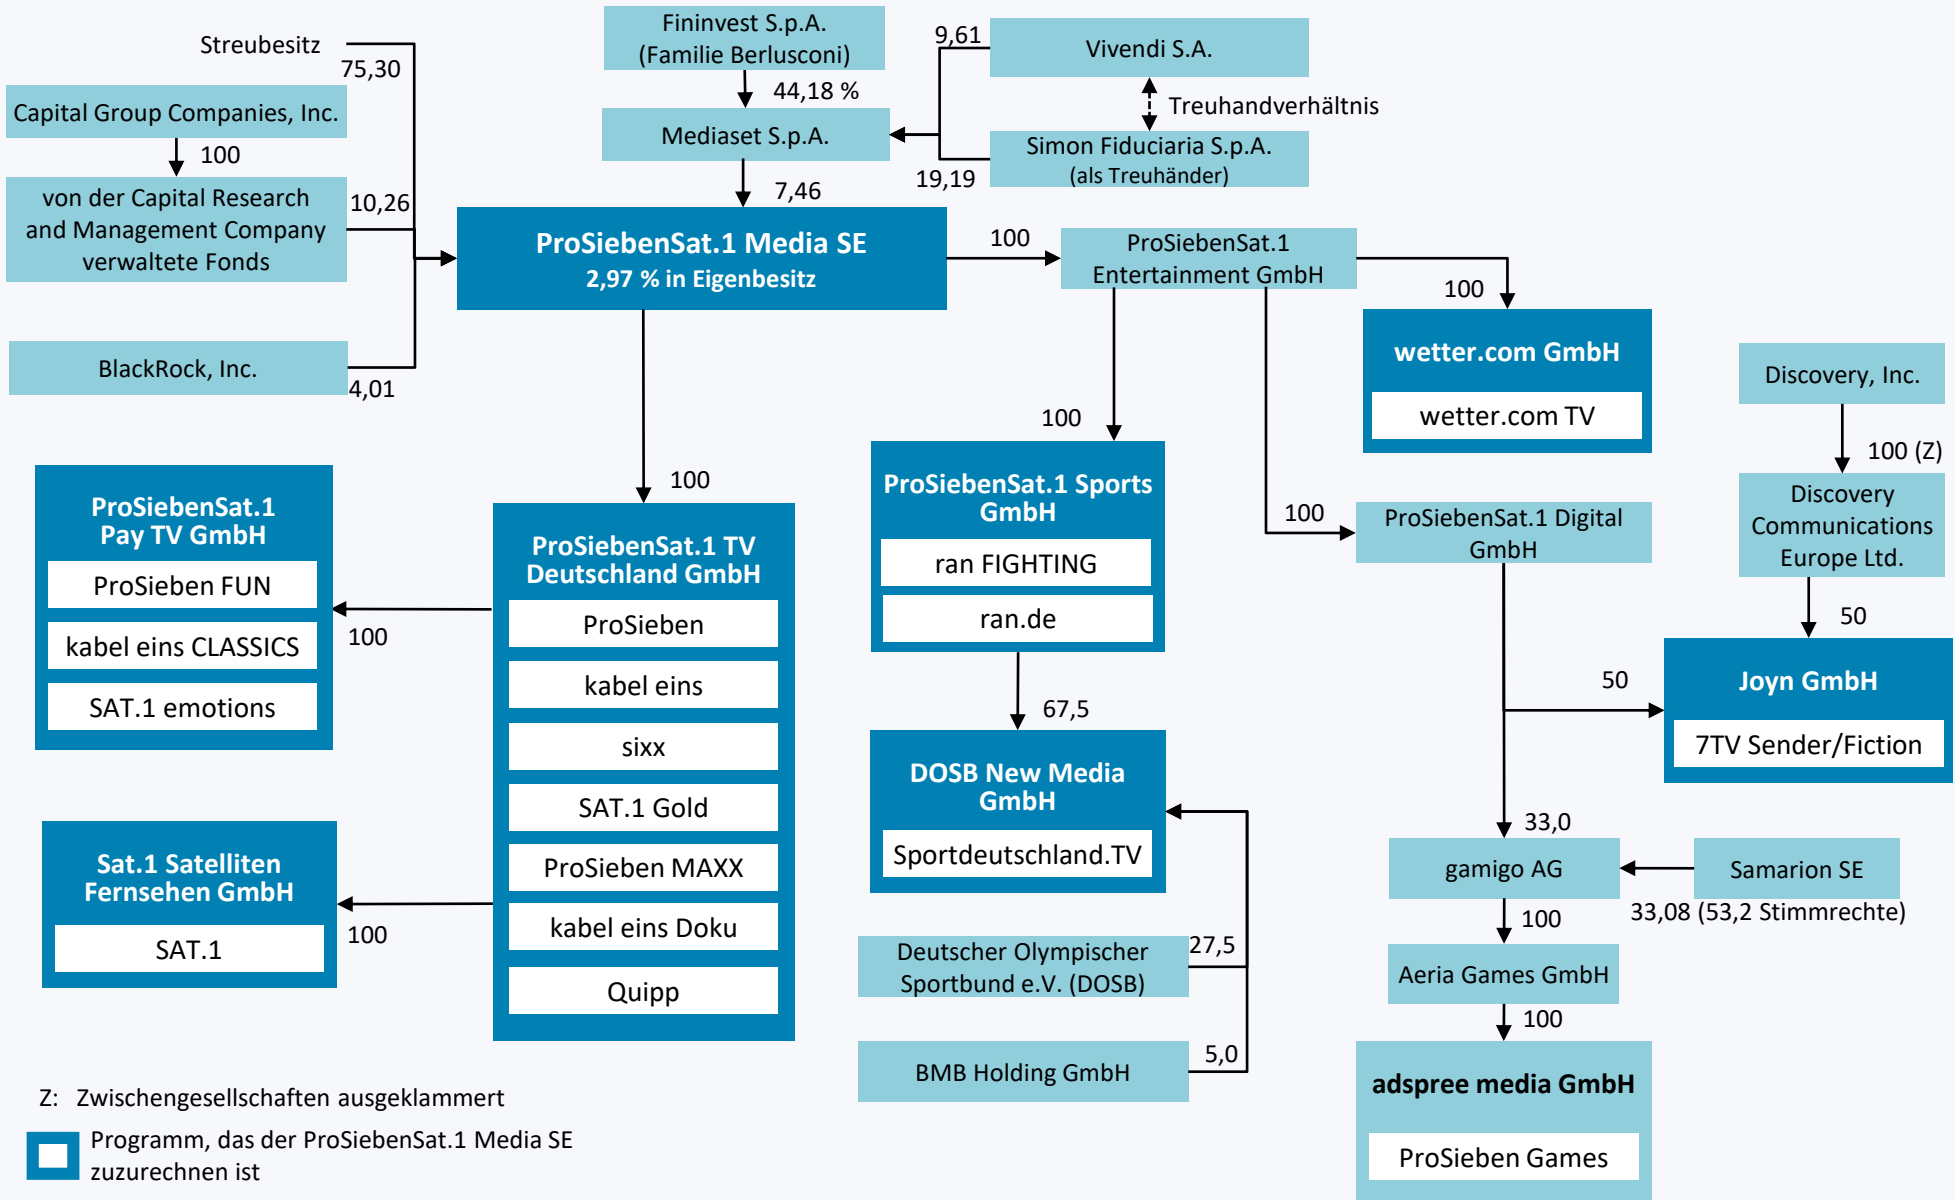 Streubesitz
75,30
Capital Group Companies, Inc.
100
von der Capital Research
and Management Company
verwaltete Fonds
10,26
BlackRock, Inc.
4,01
Fininvest S.p.A.
(Familie Berlusconi)
44,18 %
Mediaset S.p.A.
7,46
9,61
Vivendi S.A.
Treuhandverhältnis
Simon Fiduciaria S.p.A.
(als Treuhänder)
19,19
ProSiebenSat.1 Media SE
2,97 % in Eigenbesitz
100
ProSiebenSat.1
Entertainment GmbH
100
wetter.com GmbH
wetter.com TV
Discovery, Inc.
100 (Z)
Discovery
Communications
Europe Ltd.
50
100
ProSiebenSat.1
Pay TV GmbH
ProSieben FUN
kabel eins CLASSICS
SAT.1 emotions
100
Sat.1 Satelliten
Fernsehen GmbH
SAT.1
100
ProSiebenSat.1 TV
Deutschland GmbH
ProSieben
kabel eins
sixx
SAT.1 Gold
ProSieben MAXX
kabel eins Doku
Quipp
100
ProSiebenSat.1 Sports
GmbH
ran FIGHTING
ran.de
67,5
DOSB New Media
GmbH
Sportdeutschland.TV
Deutscher Olympischer
Sportbund e.V. (DOSB)
27,5
BMB Holding GmbH
5,0
100
ProSiebenSat.1 Digital
GmbH
50
Joyn GmbH
7TV Sender/Fiction
33,0
gamigo AG
Samarion SE
33,08 (53,2 Stimmrechte)
100
Aeria Games GmbH
100
adspree media GmbH
ProSieben Games
Z: Zwischengesellschaften ausgeklammert
Programm, das der ProSiebenSat.1 Media SE
zuzurechnen ist